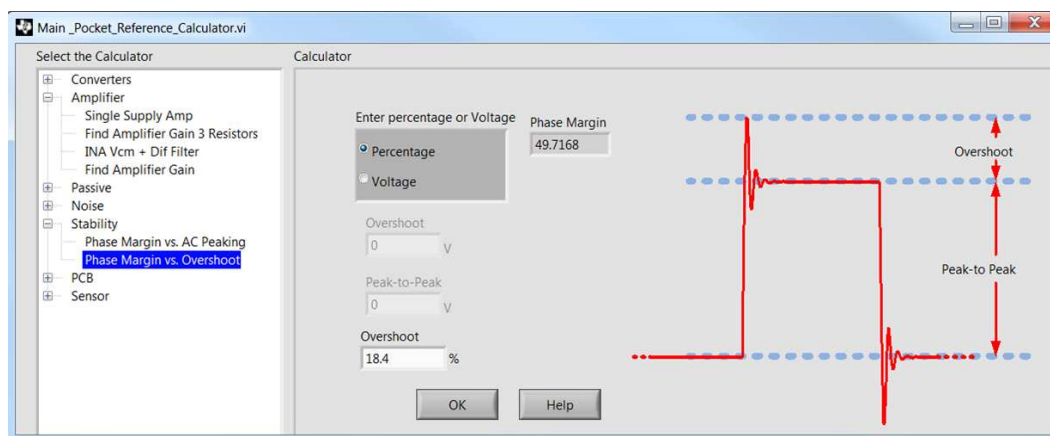 Main _Pocket_Reference_Calculator.vi
Select the Calculator
Converters
Amplifier
Single Supply Amp
Find Amplifier Gain 3 Resistors
INA Vcm + Dif Filter
Find Amplifier Gain
Passive
Noise
Stability
Phase Margin vs. AC Peaking
Phase Margin vs. Overshoot
PCB
Sensor
Calculator
Enter percentage or Voltage
Percentage
Voltage
Phase Margin
49.7168
Overshoot
0 V
Peak-to-Peak
0 V
Overshoot
18.4 %
OK
Help
Overshoot
Peak-to Peak